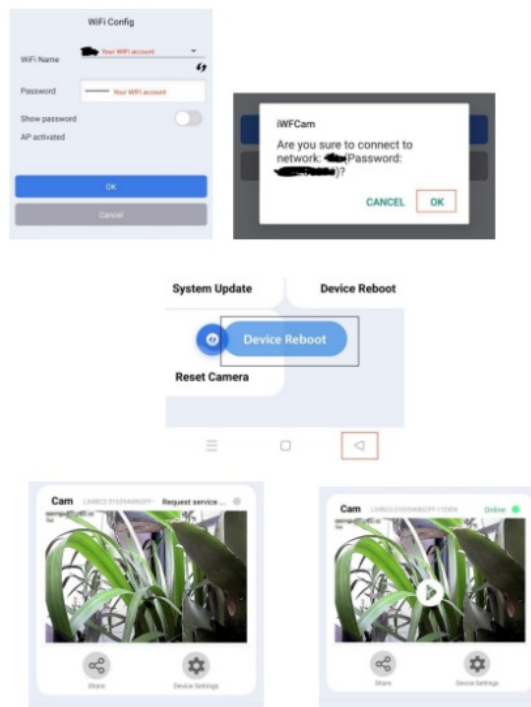 WiFi Config
WiFi Name
Your WiFi account
Password
******** Your WiFi account
Show password
AP activated
OK
Cancel
iWFCam
Are you sure to connect to
network: (Password:
)?
CANCEL OK
System Update Device Reboot
Device Reboot
Reset Camera
Cam Request service ...
Share Device Settings
Cam Online
Share Device Settings